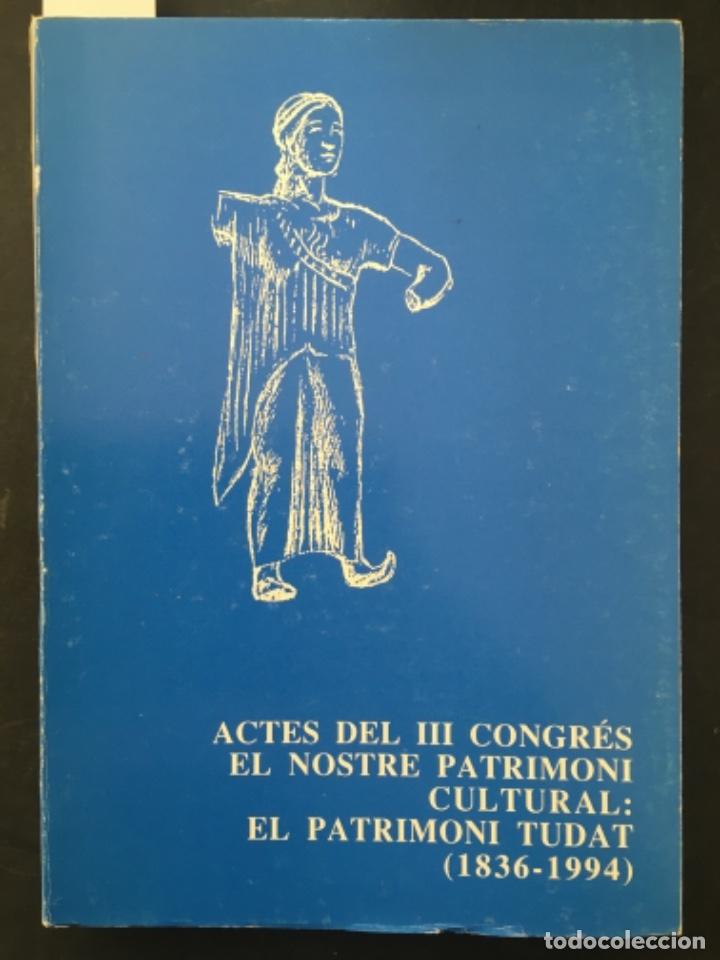 ACTES DEL III CONGRÉS
EL NOSTRE PATRIMONI
CULTURAL:
EL PATRIMONI TUDAT
(1836-1994)
todocoleccion